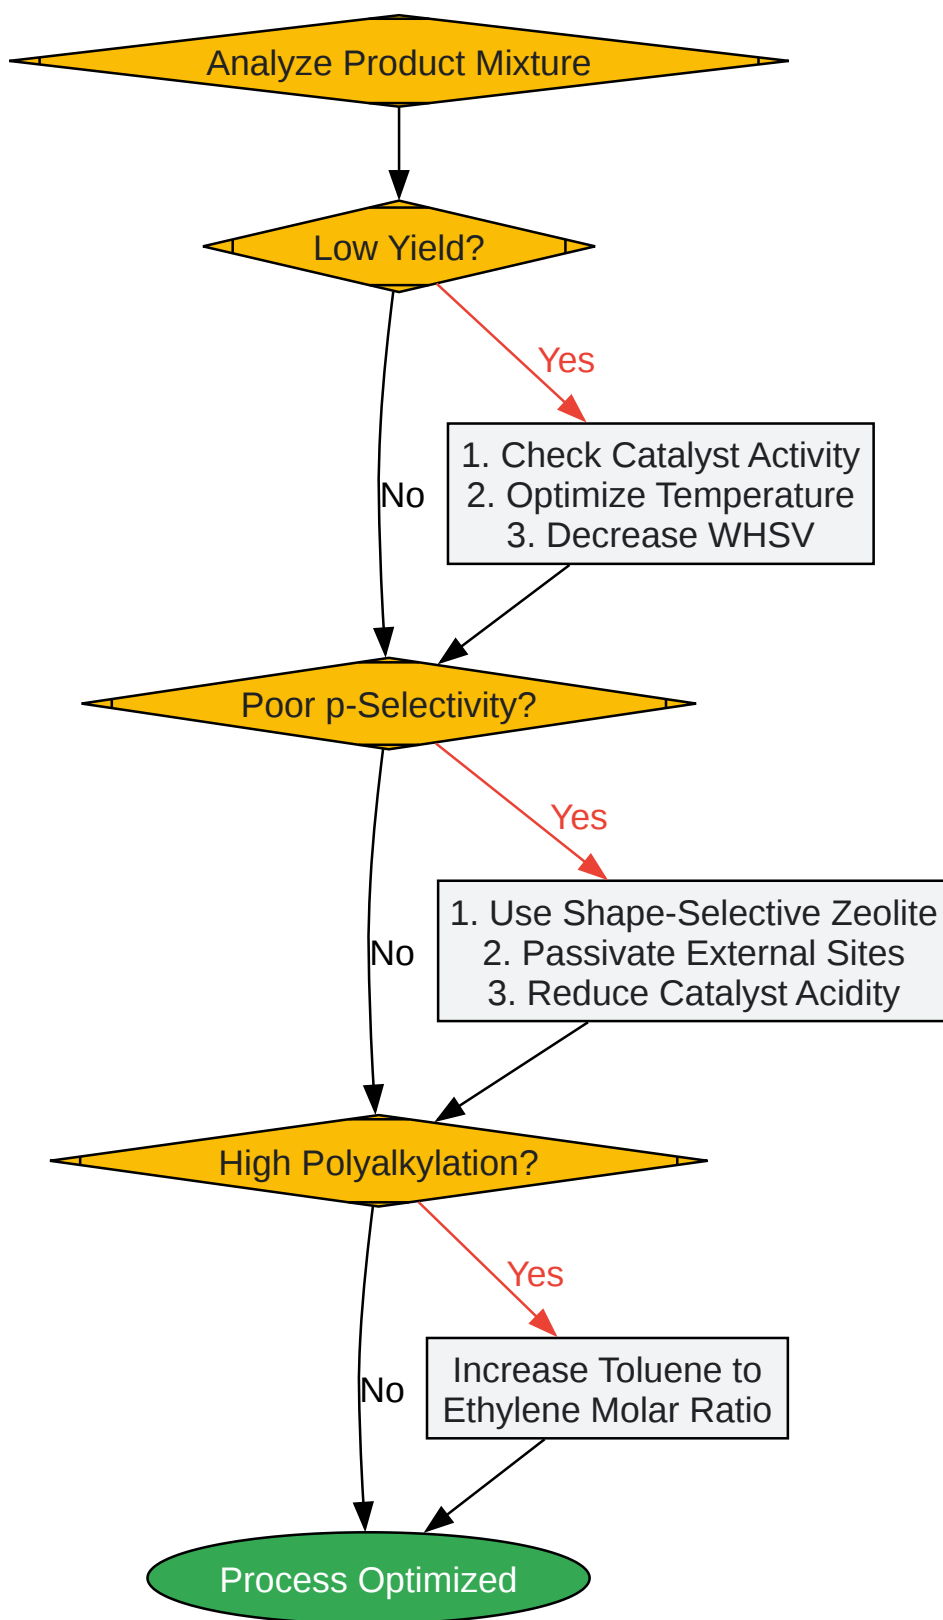 Analyze Product Mixture
Low Yield?
Yes
1. Check Catalyst Activity
2. Optimize Temperature
3. Decrease WHSV
No
Poor p-Selectivity?
Yes
1. Use Shape-Selective Zeolite
2. Passivate External Sites
3. Reduce Catalyst Acidity
No
High Polyalkylation?
Yes
Increase Toluene to
Ethylene Molar Ratio
No
Process Optimized